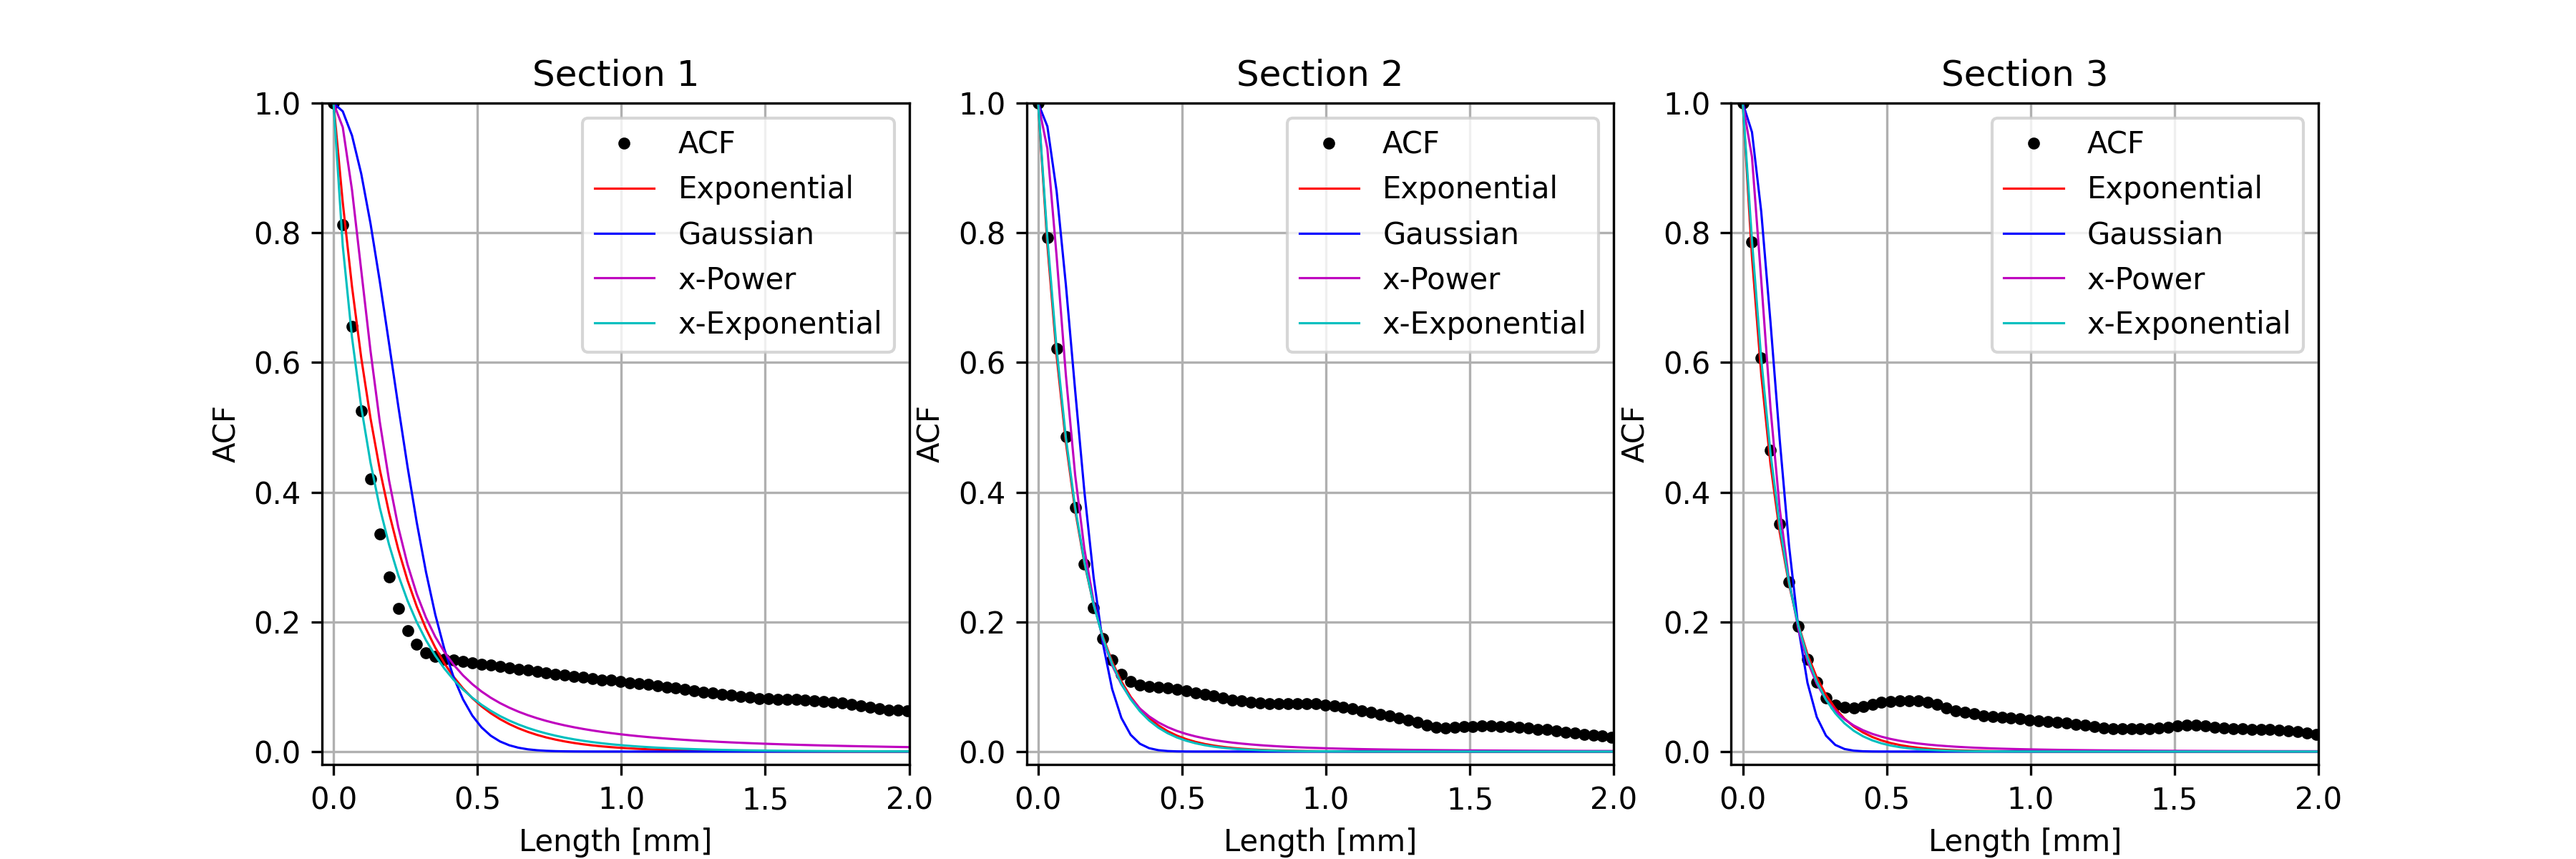 Section 1
1.0
0.8
0.6
0.4
0.2
0.0
ACF
ACF
Exponential
Gaussian
x-Power
x-Exponential
0.0 0.5 1.0 1.5 2.0
Length [mm]
Section 2
1.0
0.8
0.6
0.4
0.2
0.0
ACF
ACF
Exponential
Gaussian
x-Power
x-Exponential
0.0 0.5 1.0 1.5 2.0
Length [mm]
Section 3
1.0
0.8
0.6
0.4
0.2
0.0
ACF
ACF
Exponential
Gaussian
x-Power
x-Exponential
0.0 0.5 1.0 1.5 2.0
Length [mm]